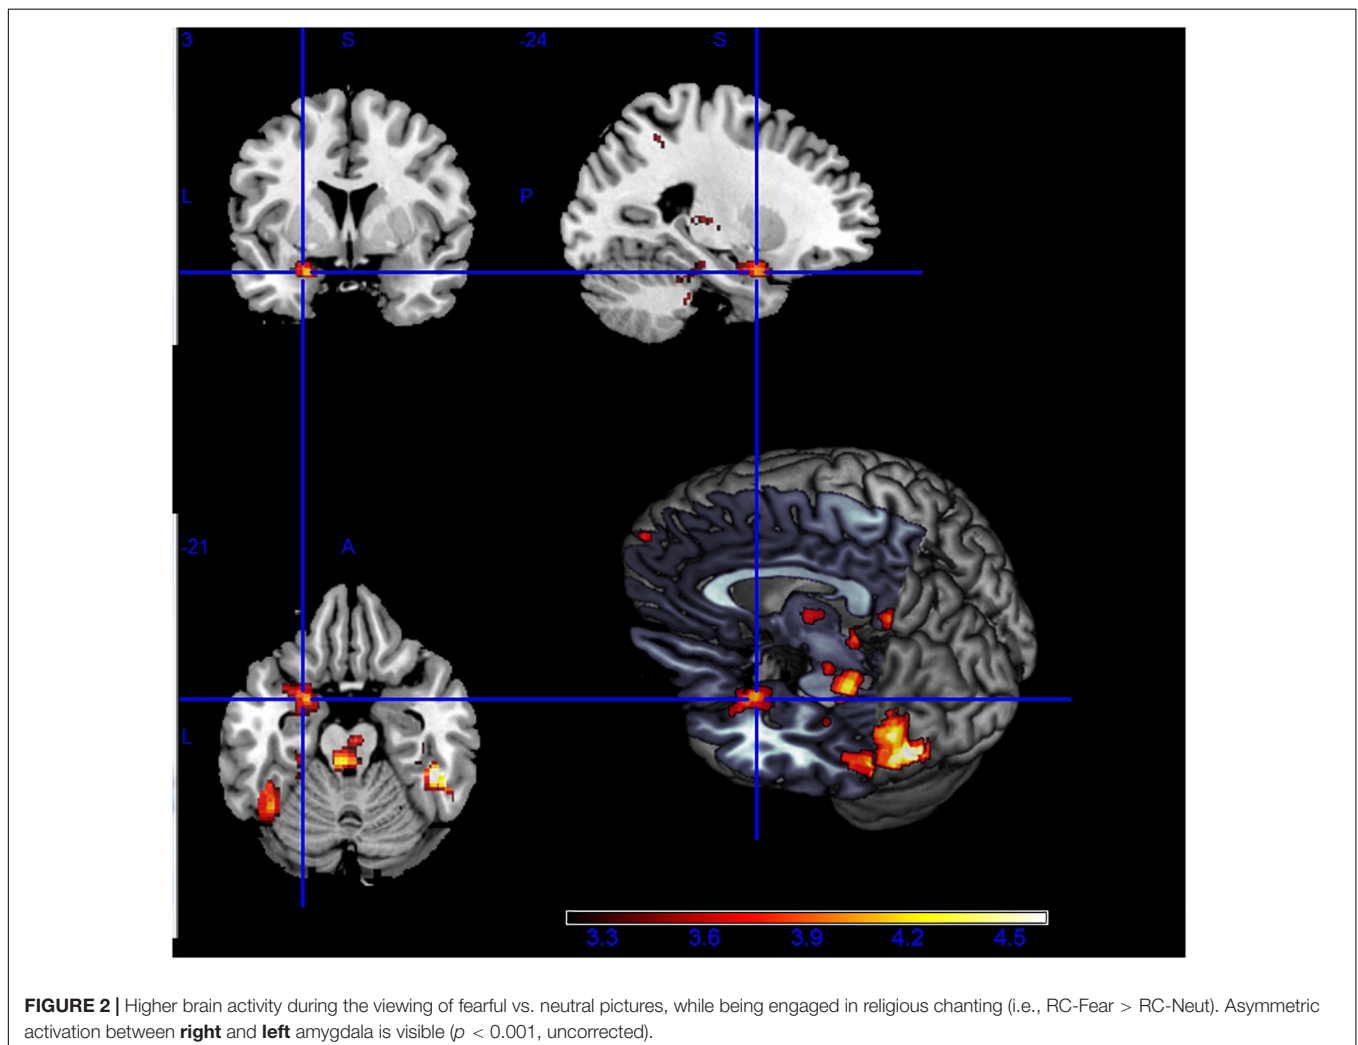 3 S -24 S
L P
-21 A
L
3.3 3.6 3.9 4.2 4.5
FIGURE 2 | Higher brain activity during the viewing of fearful vs. neutral pictures, while being engaged in religious chanting (i.e., RC-Fear > RC-Neut). Asymmetric
activation between right and left amygdala is visible (p < 0.001, uncorrected).